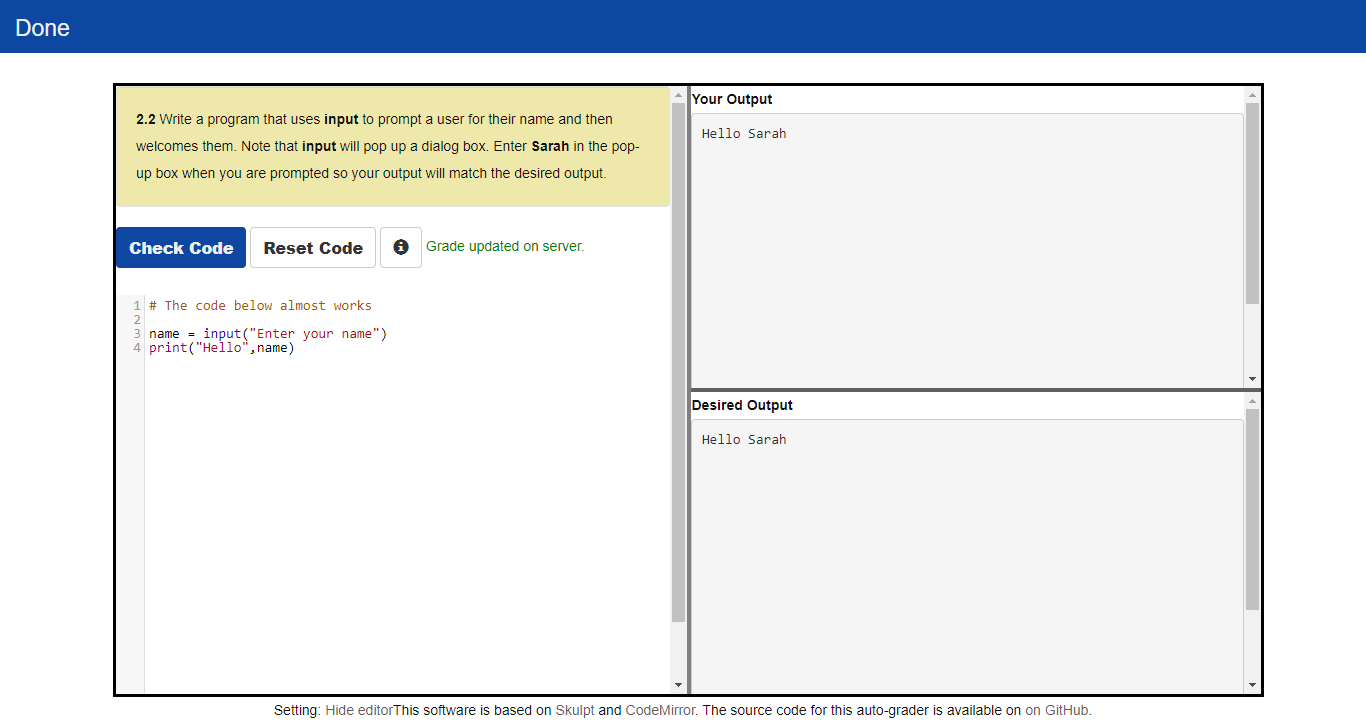 Done
2.2 Write a program that uses input to prompt a user for their name and then
welcomes them. Note that input will pop up a dialog box. Enter Sarah in the pop-
up box when you are prompted so your output will match the desired output.
Check Code Reset Code Grade updated on server.
1 # The code below almost works
2
3 name = input("Enter your name")
4 print("Hello",name)
Your Output
Hello Sarah
Desired Output
Hello Sarah
Setting: Hide editorThis software is based on Skulpt and CodeMirror. The source code for this auto-grader is available on on GitHub.